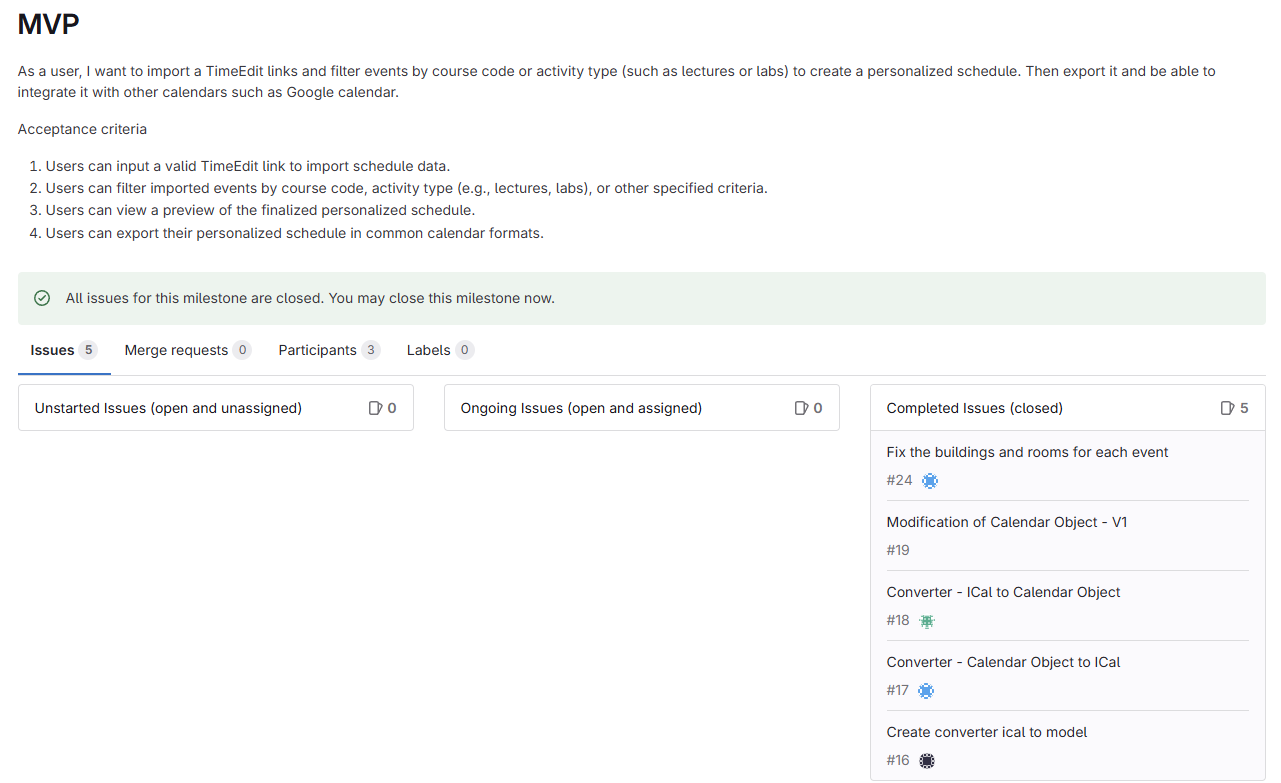 MVP
As a user, I want to import a TimeEdit links and filter events by course code or activity type (such as lectures or labs) to create a personalized schedule. Then export it and be able to
integrate it with other calendars such as Google calendar.
Acceptance criteria
1. Users can input a valid TimeEdit link to import schedule data.
2. Users can filter imported events by course code, activity type (e.g., lectures, labs), or other specified criteria.
3. Users can view a preview of the finalized personalized schedule.
4. Users can export their personalized schedule in common calendar formats.
All issues for this milestone are closed. You may close this milestone now.
Issues 5 Merge requests 0 Participants 3 Labels 0
Unstarted Issues (open and unassigned) 0
Ongoing Issues (open and assigned) 0
Completed Issues (closed) 5
Fix the buildings and rooms for each event
#24
Modification of Calendar Object - V1
#19
Converter - ICal to Calendar Object
#18
Converter - Calendar Object to ICal
#17
Create converter ical to model
#16